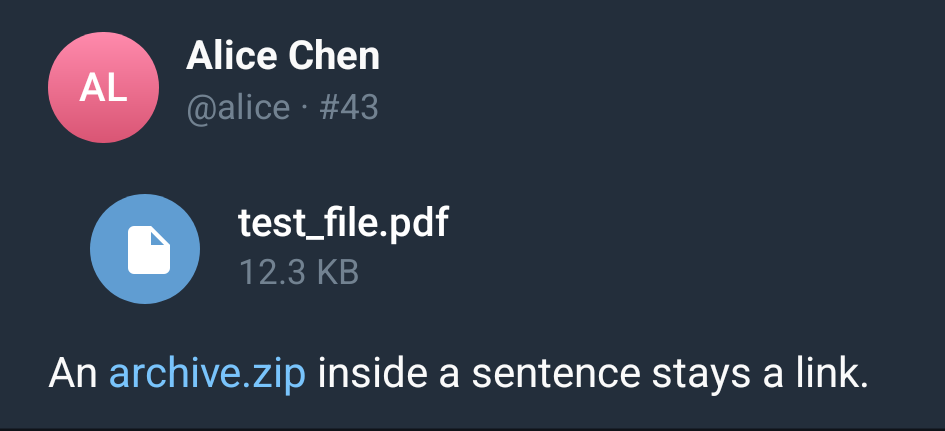 AL
Alice Chen
@alice · #43
test_file.pdf
12.3 KB
An archive.zip inside a sentence stays a link.